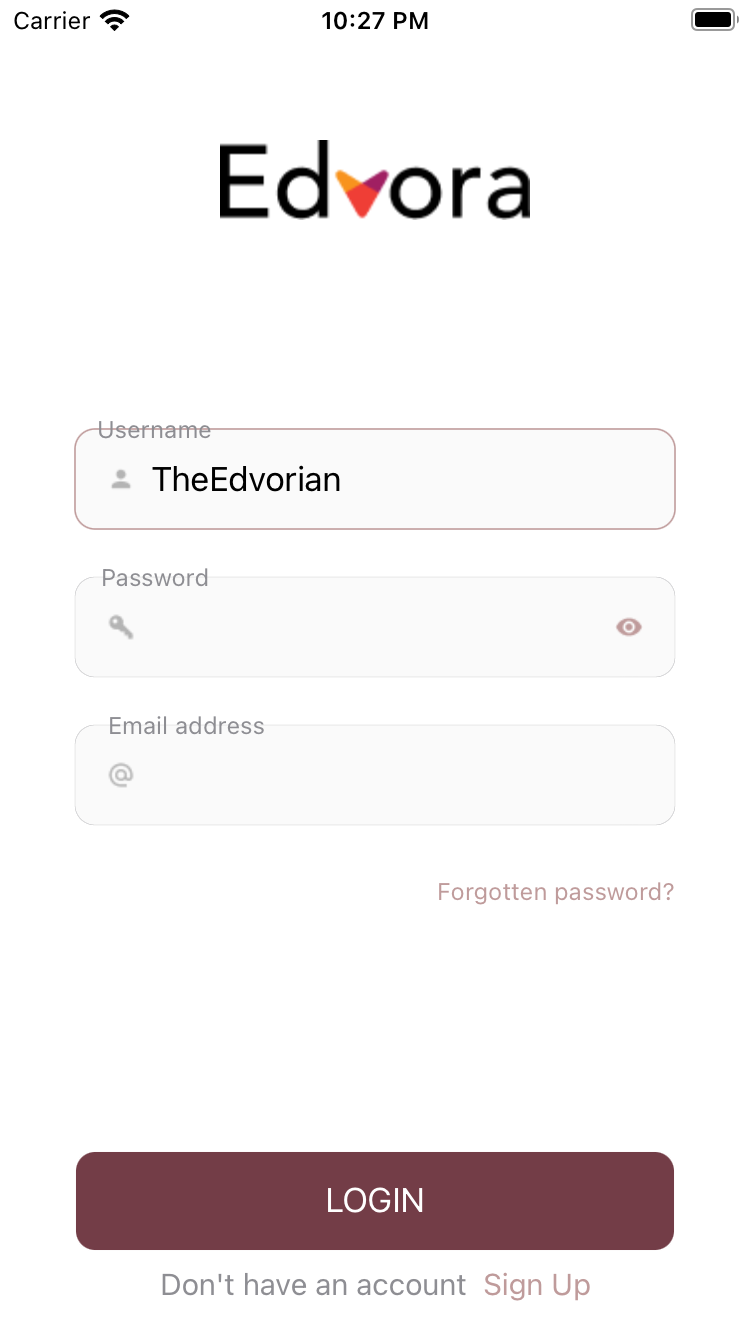 Carrier 10:27 PM
Edvora
Username
TheEdvorian
Password
Email address
@
Forgotten password?
LOGIN
Don't have an account Sign Up